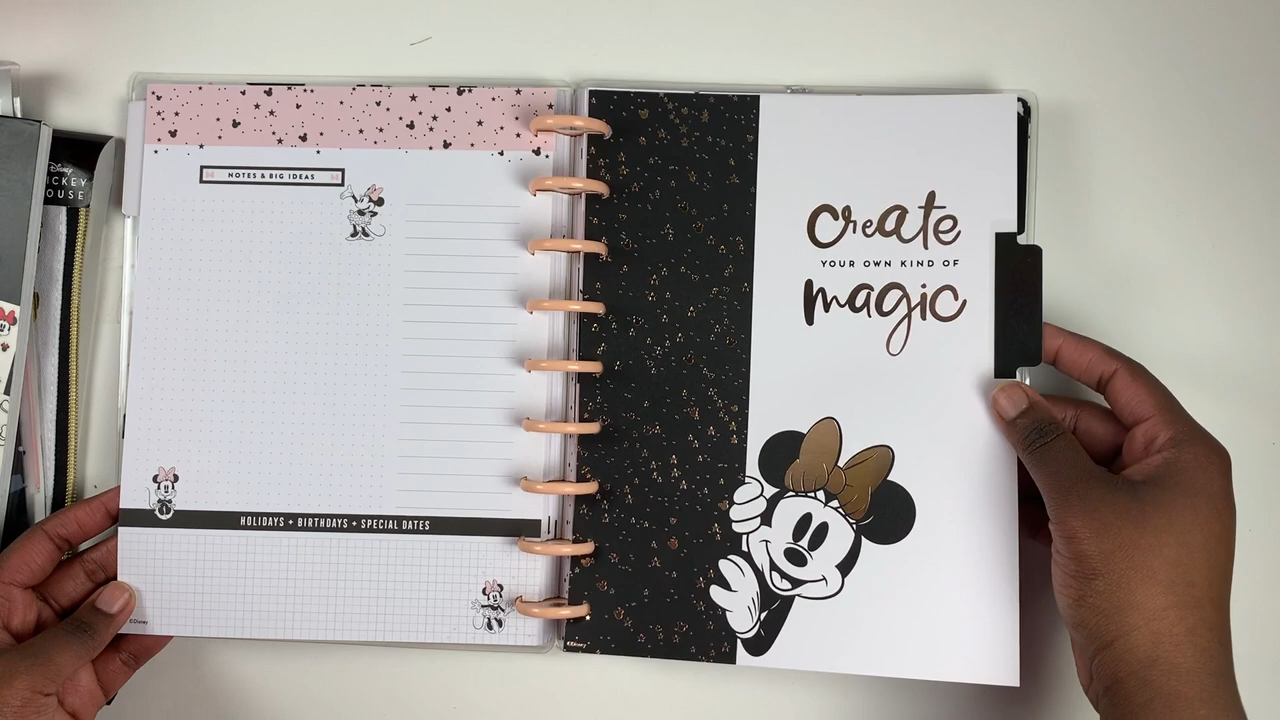 Disney
MICKEY
MOUSE
NOTES & BIG IDEAS
HOLIDAYS + BIRTHDAYS + SPECIAL DATES
©Disney
create
YOUR OWN KIND OF
magic
©Disney